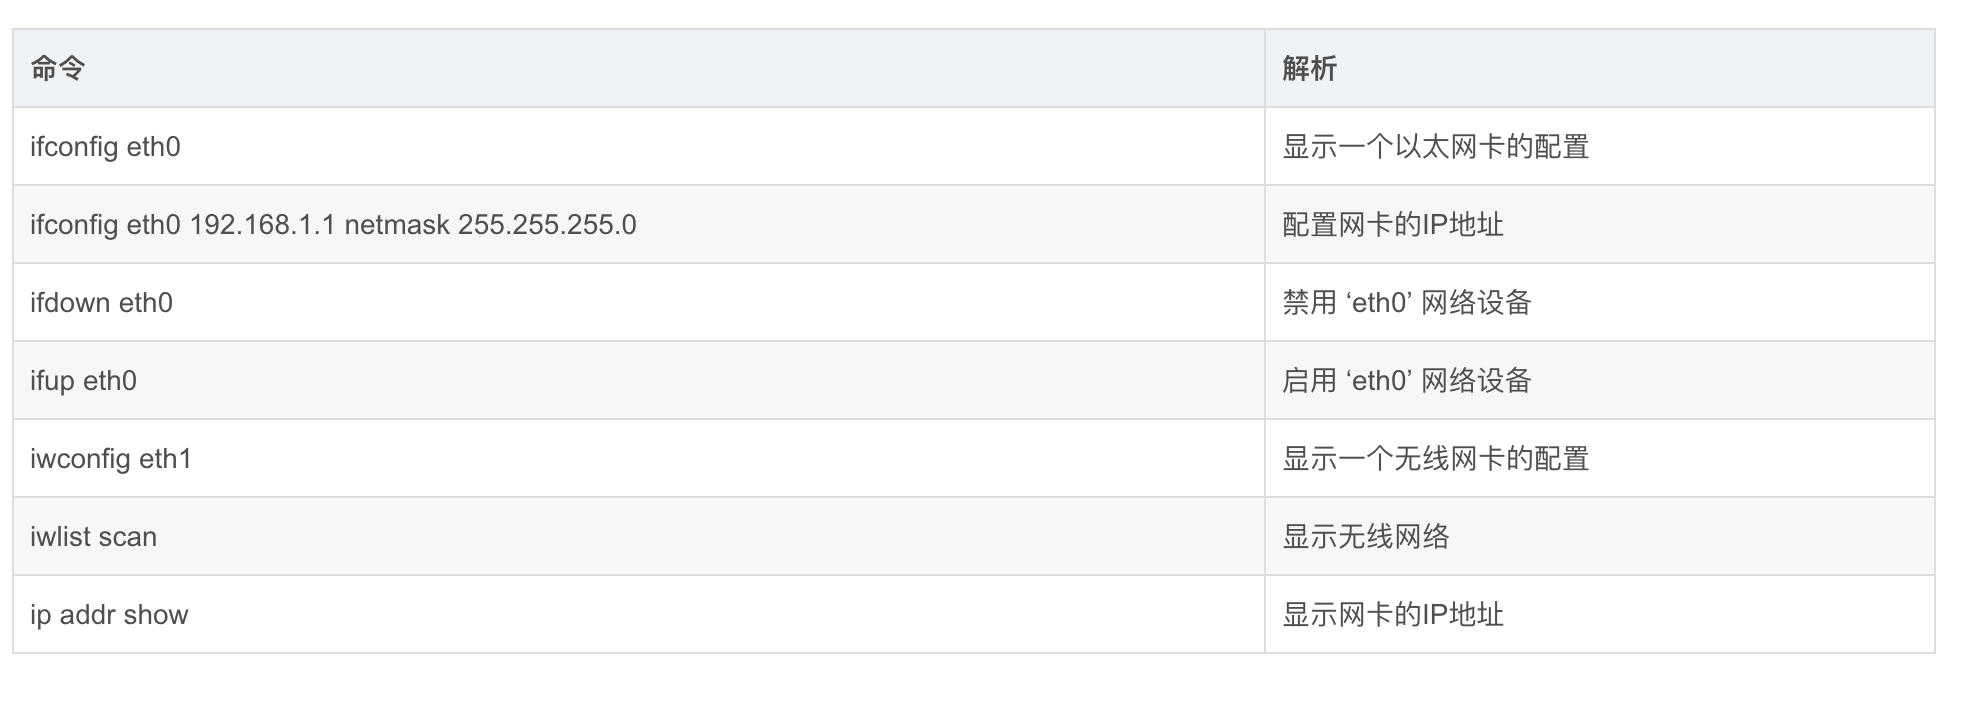 命令 解析
ifconfig eth0 显示一个以太网卡的配置
ifconfig eth0 192.168.1.1 netmask 255.255.255.0 配置网卡的IP地址
ifdown eth0 禁用 ‘eth0’ 网络设备
ifup eth0 启用 ‘eth0’ 网络设备
iwconfig eth1 显示一个无线网卡的配置
iwlist scan 显示无线网络
ip addr show 显示网卡的IP地址